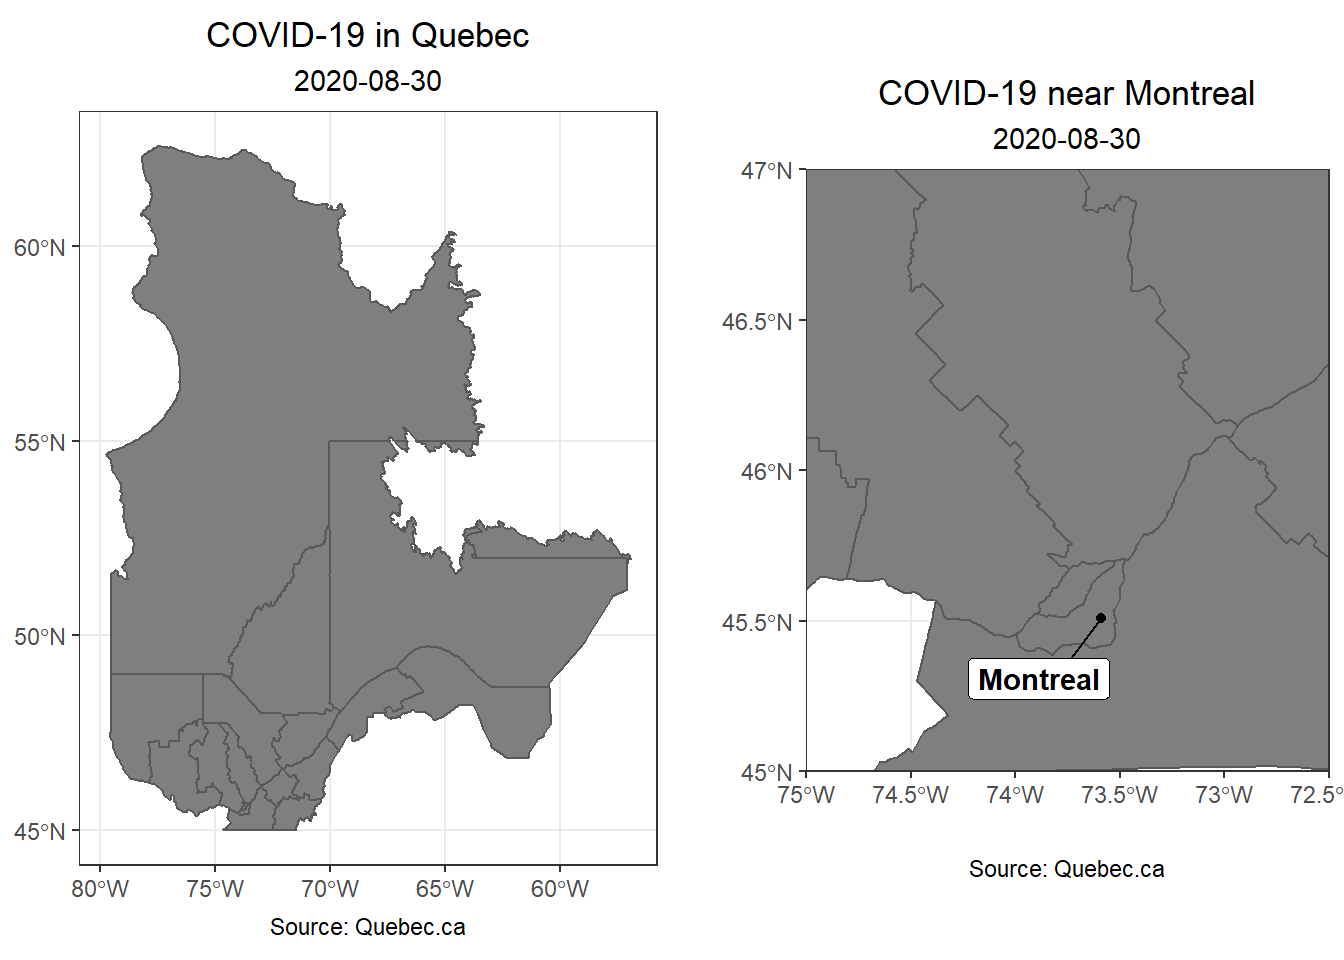 COVID-19 in Quebec
2020-08-30
60°N
55°N
50°N
45°N
80°W
75°W
70°W
65°W
60°W
Source: Quebec.ca
COVID-19 near Montreal
2020-08-30
47°N
46.5°N
46°N
45.5°N
45°N
Montreal
75°W
74.5°W
74°W
73.5°W
73°W
72.5°
Source: Quebec.ca